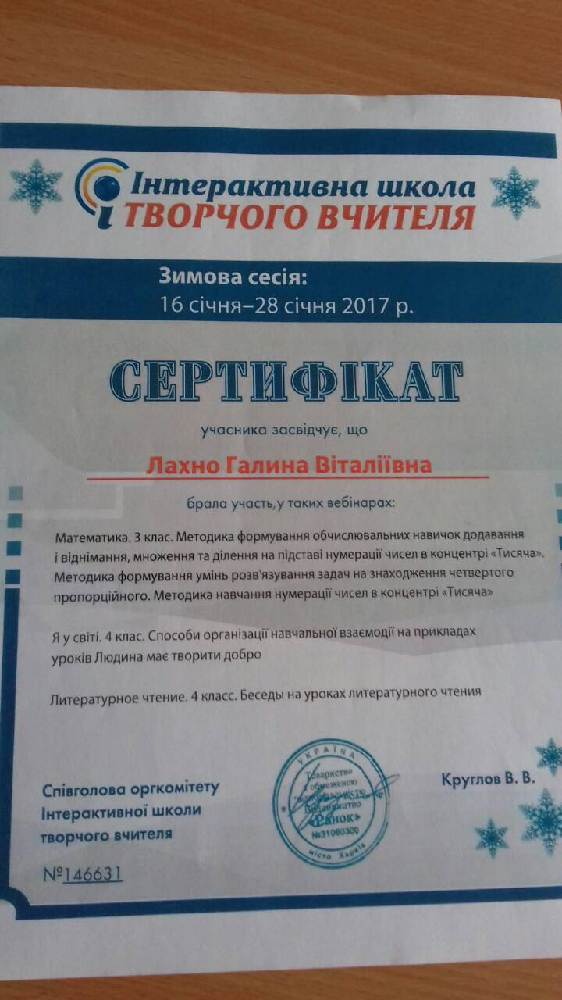 Інтерактивна школа
ТВОРЧОГО ВЧИТЕЛЯ
Зимова сесія:
16 січня–28 січня 2017 р.
СЕРТИФІКАТ
учасника засвідчує, що
Лахно Галина Віталіївна
брала участь,у таких вебінарах:
Математика. 3 клас. Методика формування обчислювальних навичок додавання
і віднімання, множення та ділення на підставі нумерації чисел в концентрі «Тисяча».
Методика формування умінь розв'язування задач на знаходження четвертого
пропорційного. Методика навчання нумерації чисел в концентрі «Тисяча»
Я у світі. 4 клас. Способи організації навчальної взаємодії на прикладах
уроків Людина має творити добро
Литературное чтение. 4 класс. Беседы на уроках литературного чтения
Співголова оргкомітету
Інтерактивної школи
творчого вчителя
№146631
УКРАЇНА
Товариство
з обмеженою
Видавництво
«Ранок»
№31060300
місто Харків
Круглов В. В.